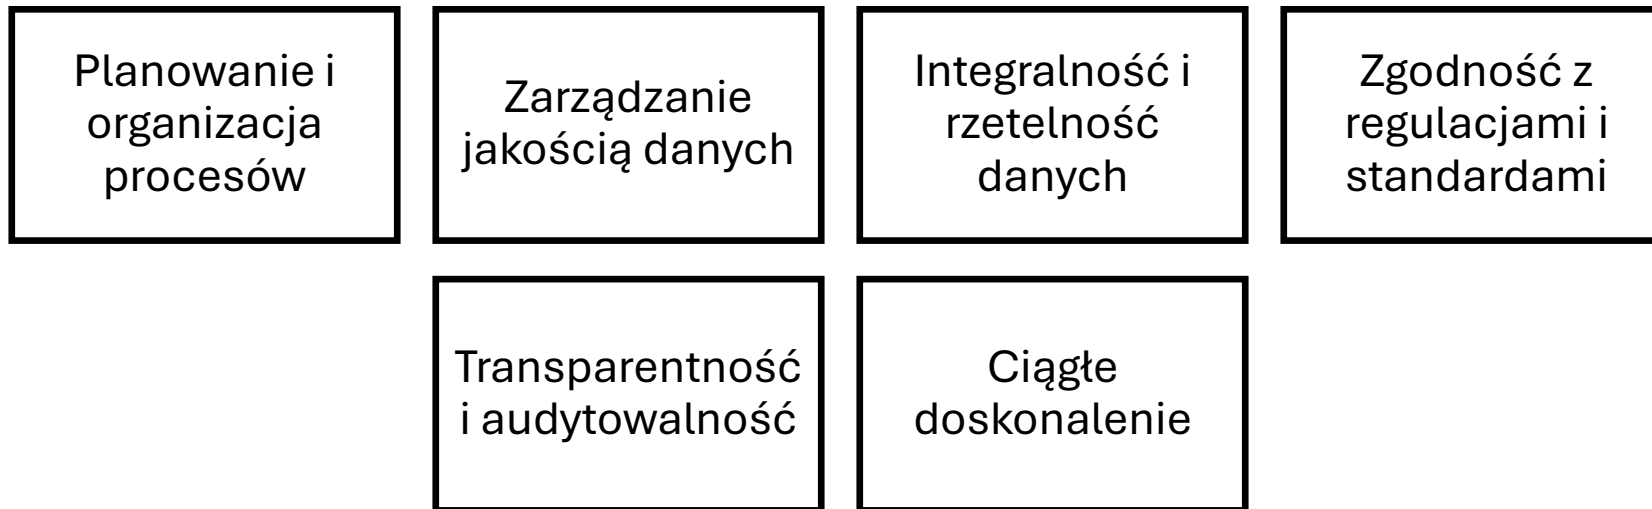 Planowanie i
organizacja
procesów
Zarządzanie
jakością danych
Integralność i
rzetelność
danych
Zgodność z
regulacjami i
standardami
Transparentność
i audytowalność
Ciągłe
doskonalenie